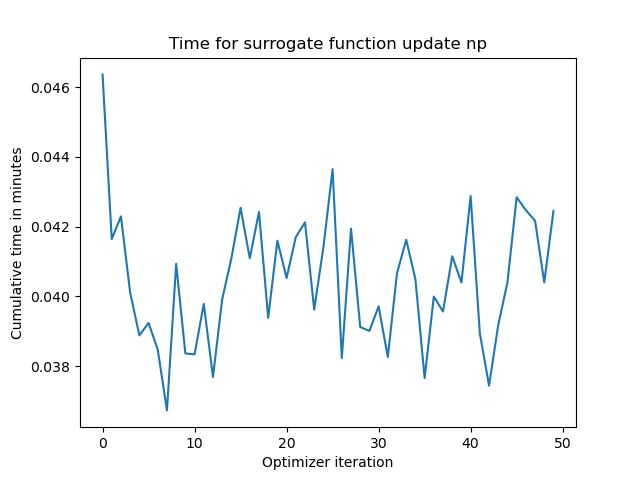 Time for surrogate function update np
Cumulative time in minutes
0.046
0.044
0.042
0.040
0.038
0 10 20 30 40 50
Optimizer iteration